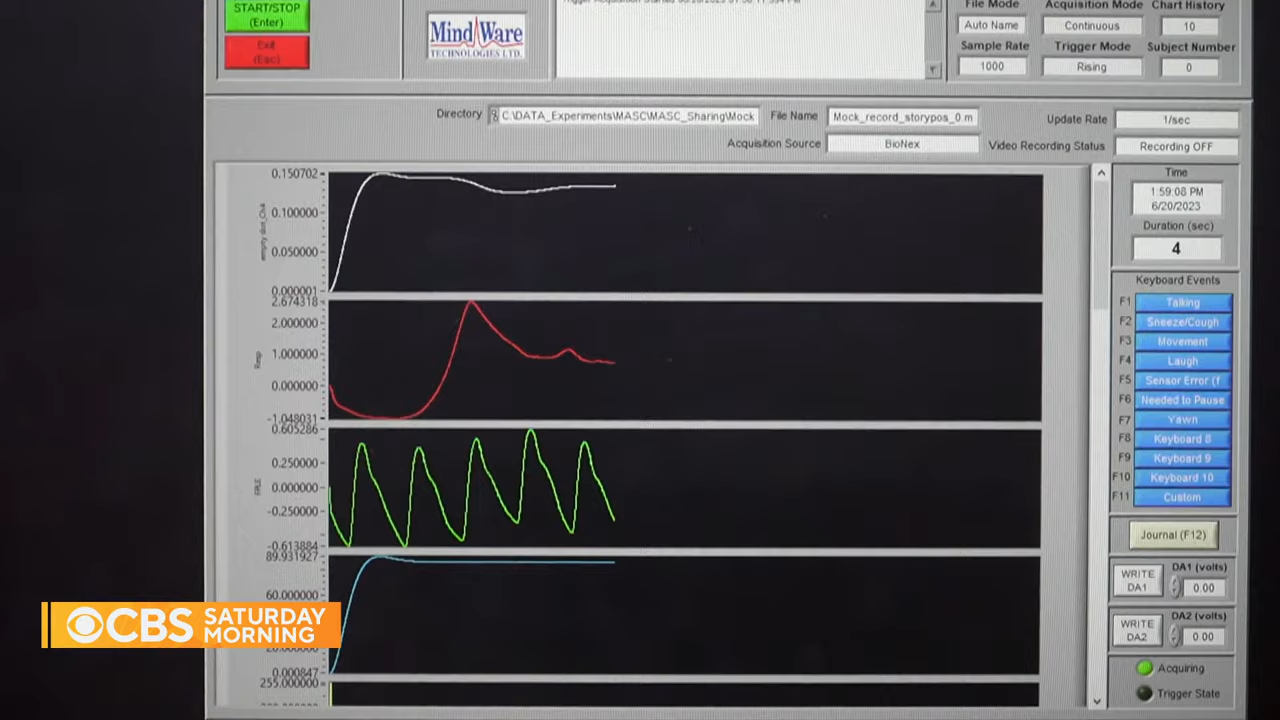 START/STOP
(Enter)
Exit
(Esc)
MindWare
TECHNOLOGIES LTD.
File Mode
Auto Name
Sample Rate
1000
Acquisition Mode
Continuous
Trigger Mode
Rising
Chart History
10
Subject Number
0
Directory
C:\DATA_Experiments\MASC\MASC_Sharing\Mock
File Name
Mock_record_storypos_0.m
Update Rate
1/sec
Acquisition Source
BioNex
Video Recording Status
Recording OFF
0.150702
0.100000
0.050000
0.000001
empty slot_Ch4
2.674318
2.000000
1.000000
0.000000
-1.048031
Resp
0.605286
0.250000
0.000000
-0.250000
-0.613884
89.931927
60.000000
0.000847
255.000000
Time
1:59:08 PM
6/20/2023
Duration (sec)
4
Keyboard Events
F1 Talking
F2 Sneeze/Cough
F3 Movement
F4 Laugh
F5 Sensor Error (f
F6 Needed to Pause
F7 Yawn
F8 Keyboard 8
F9 Keyboard 9
F10 Keyboard 10
F11 Custom
Journal (F12)
WRITE
DA1
DA1 (volts)
0.00
WRITE
DA2
DA2 (volts)
0.00
Acquiring
Trigger State
CBS
SATURDAY
MORNING